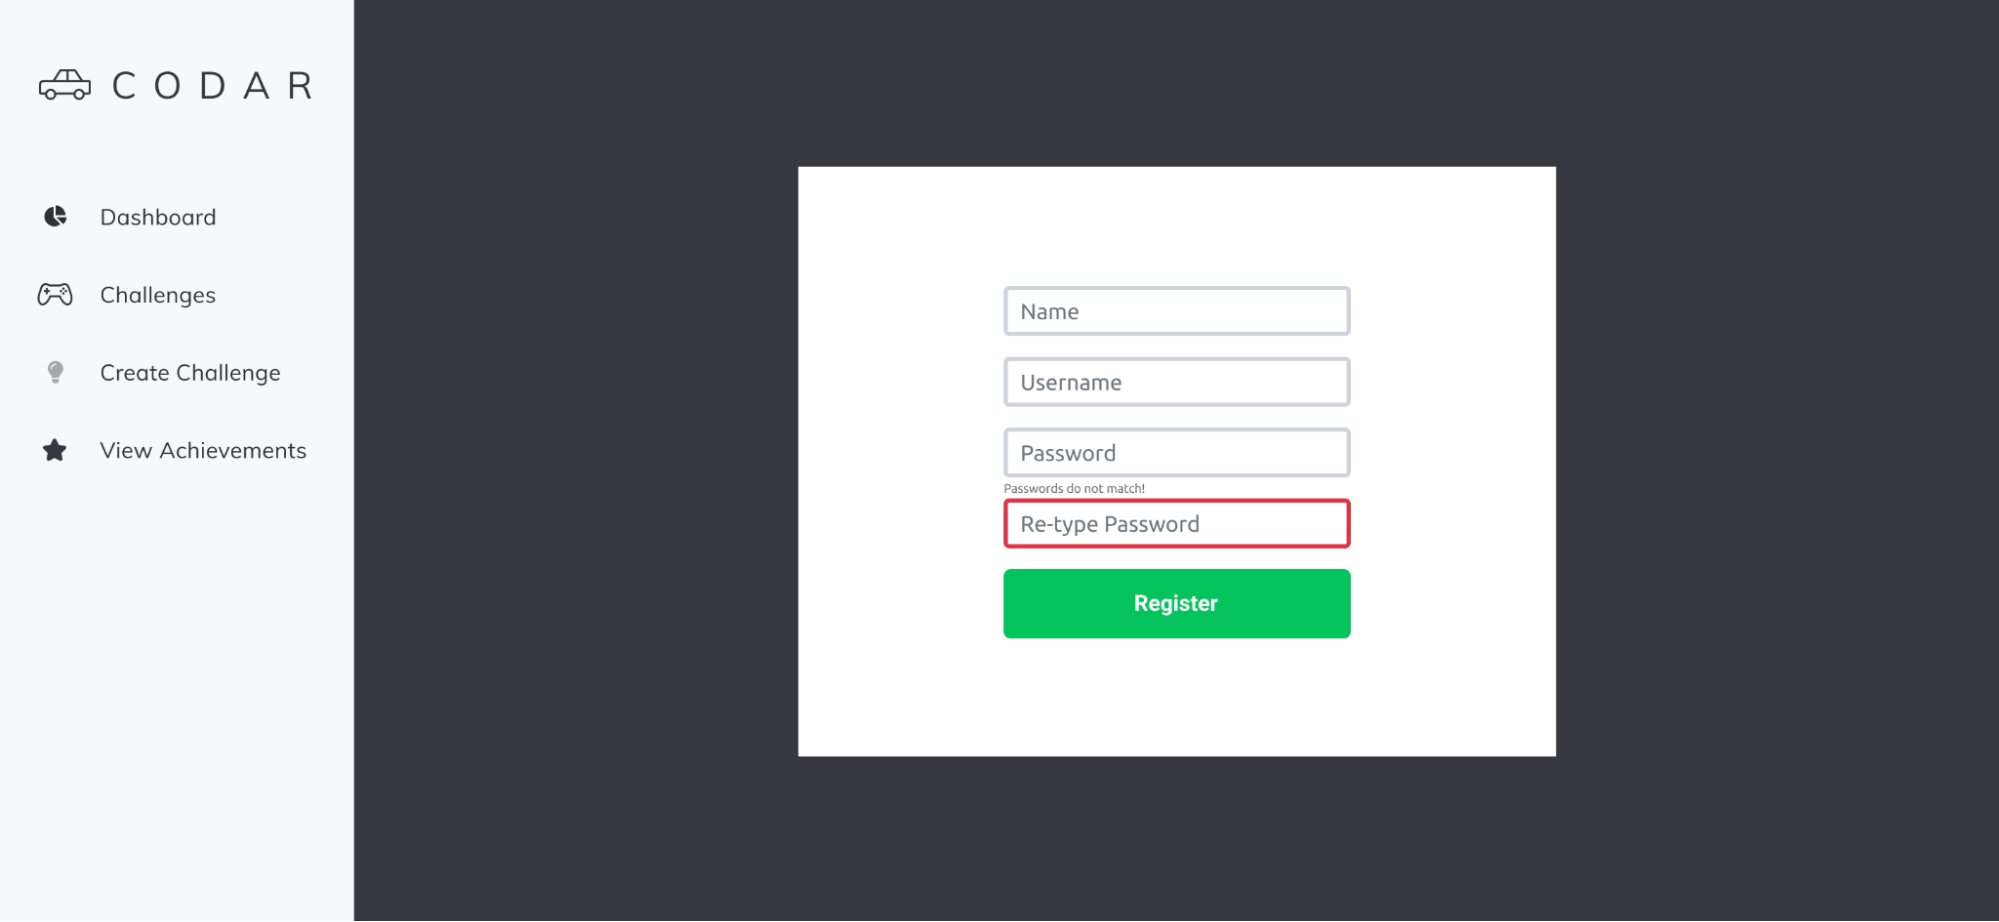 CODAR
Dashboard
Challenges
Create Challenge
View Achievements
Name
Username
Password
Passwords do not match!
Re-type Password
Register